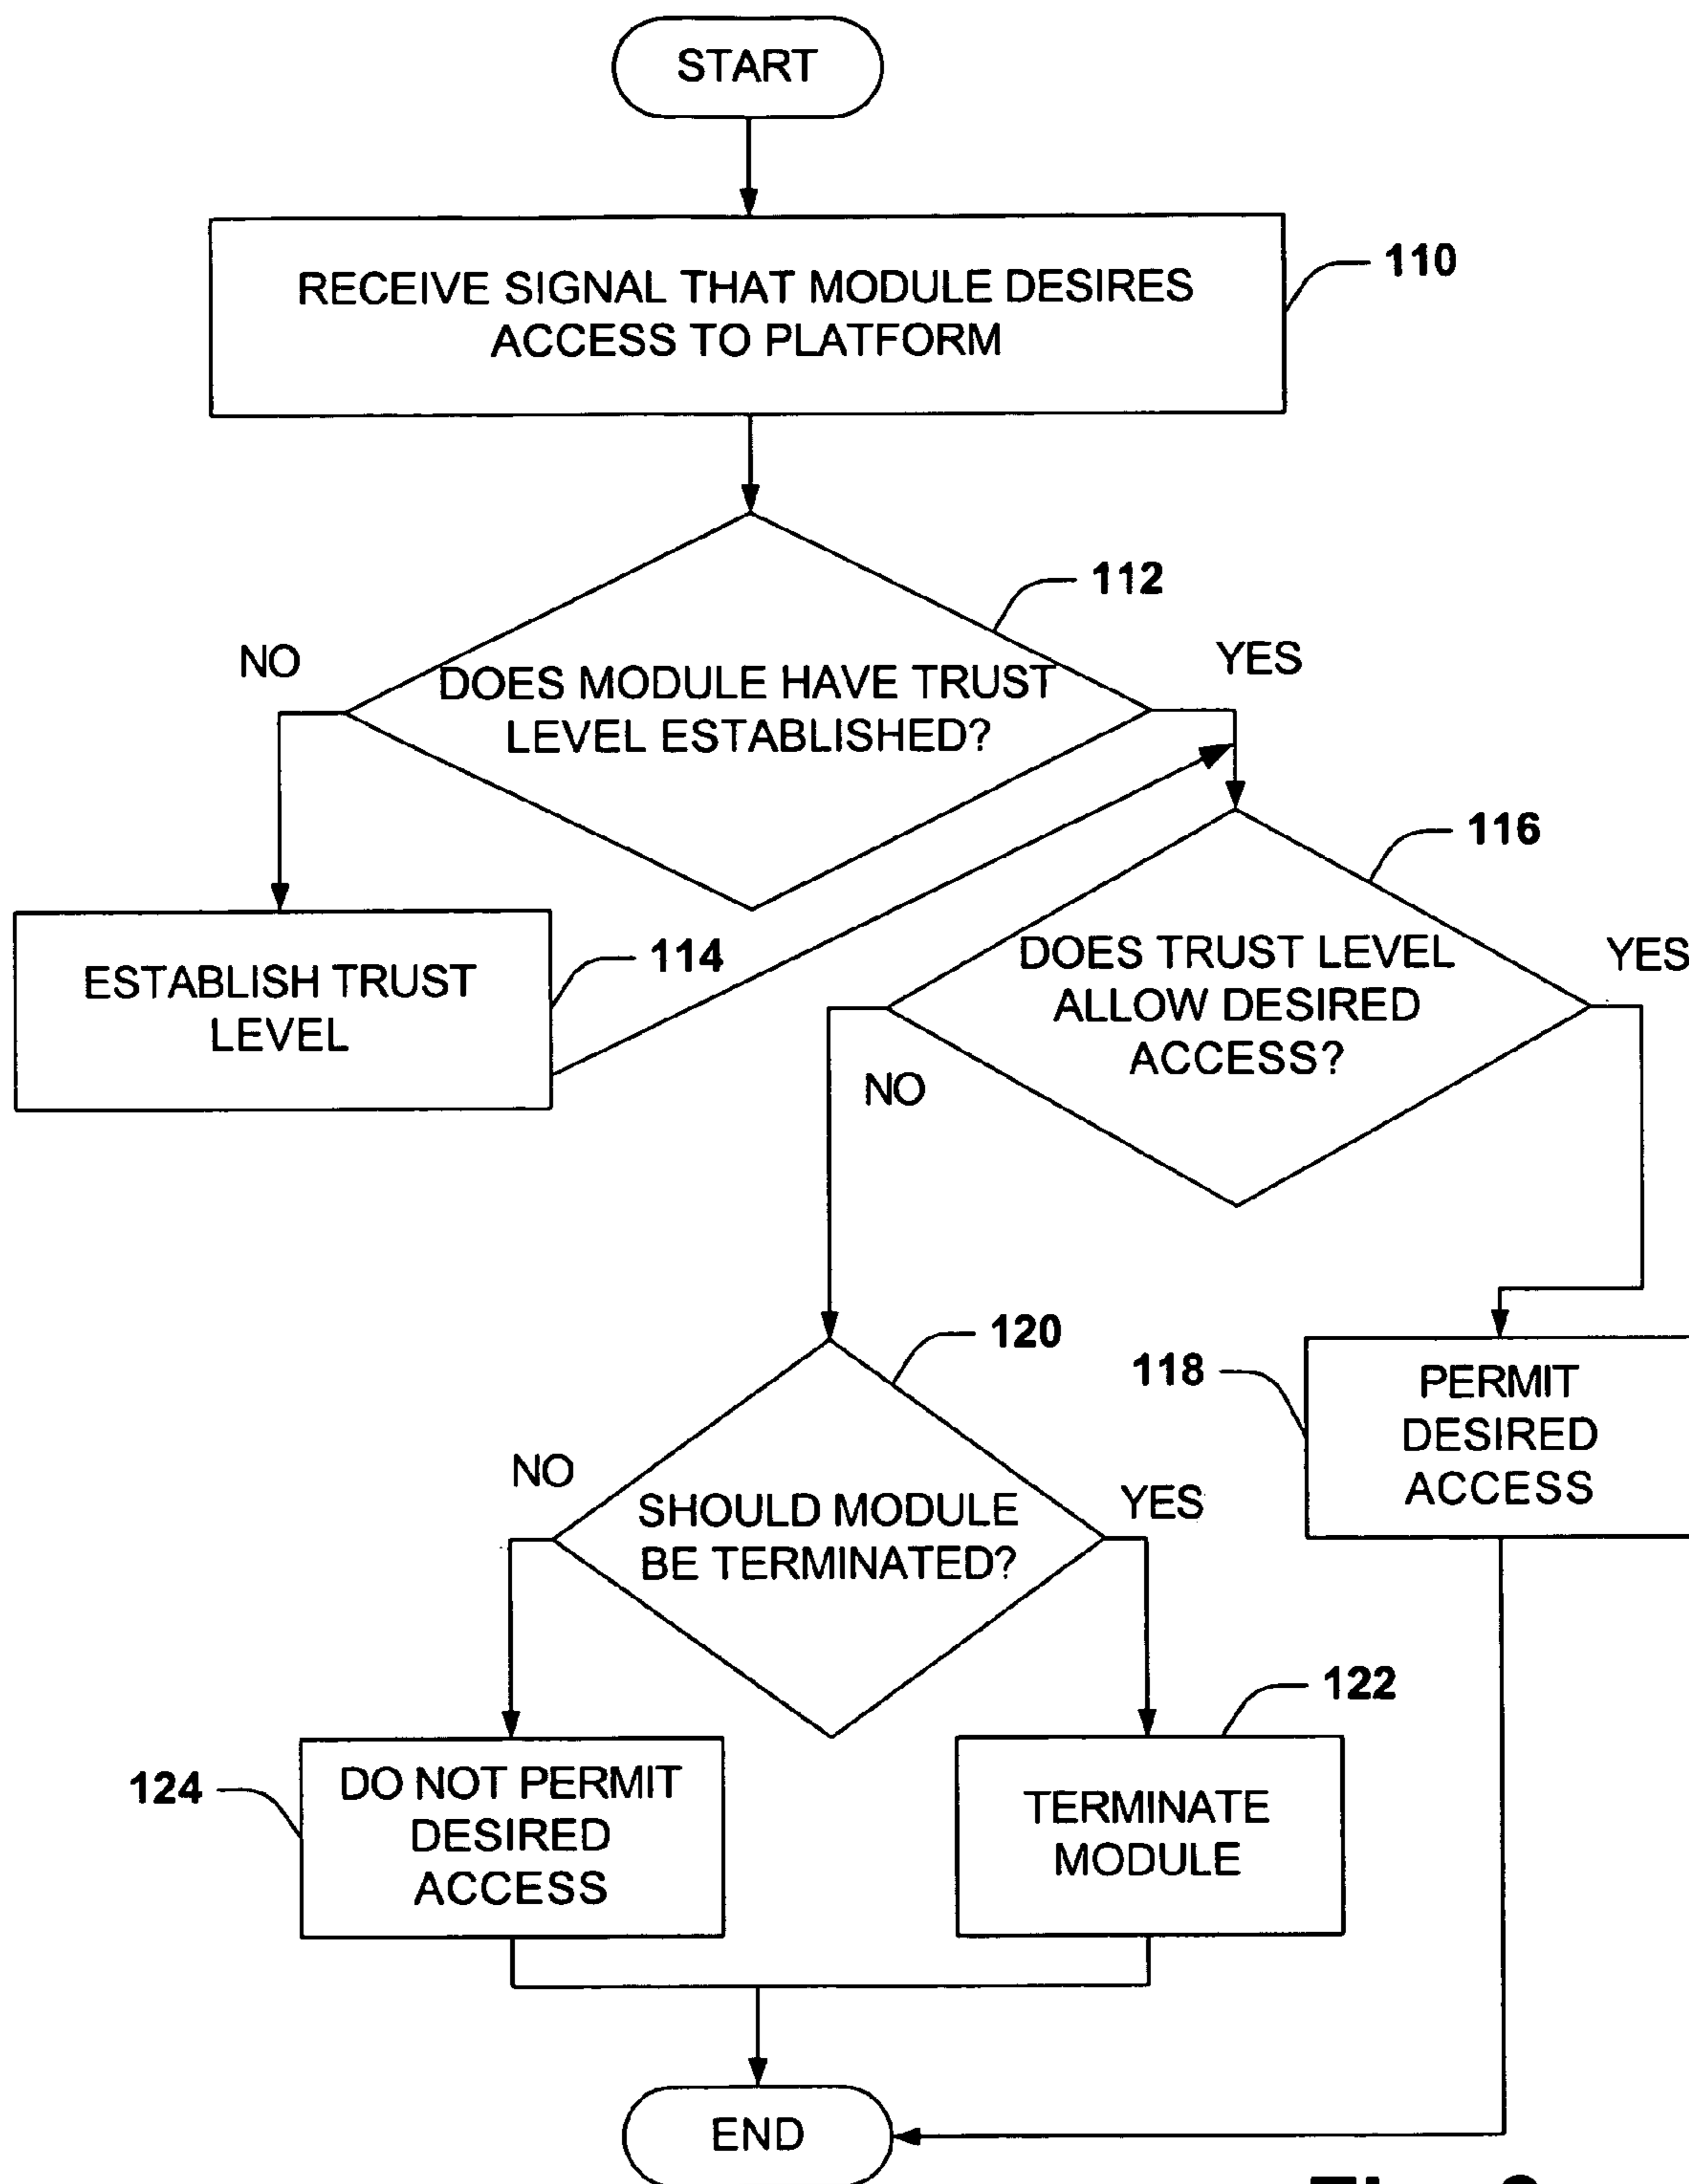 START
RECEIVE SIGNAL THAT MODULE DESIRES
ACCESS TO PLATFORM
110
112
NO
YES
DOES MODULE HAVE TRUST
LEVEL ESTABLISHED?
116
114
ESTABLISH TRUST
LEVEL
DOES TRUST LEVEL
ALLOW DESIRED
ACCESS?
YES
NO
120
118
PERMIT
DESIRED
ACCESS
NO
YES
SHOULD MODULE
BE TERMINATED?
122
124
DO NOT PERMIT
DESIRED
ACCESS
TERMINATE
MODULE
END